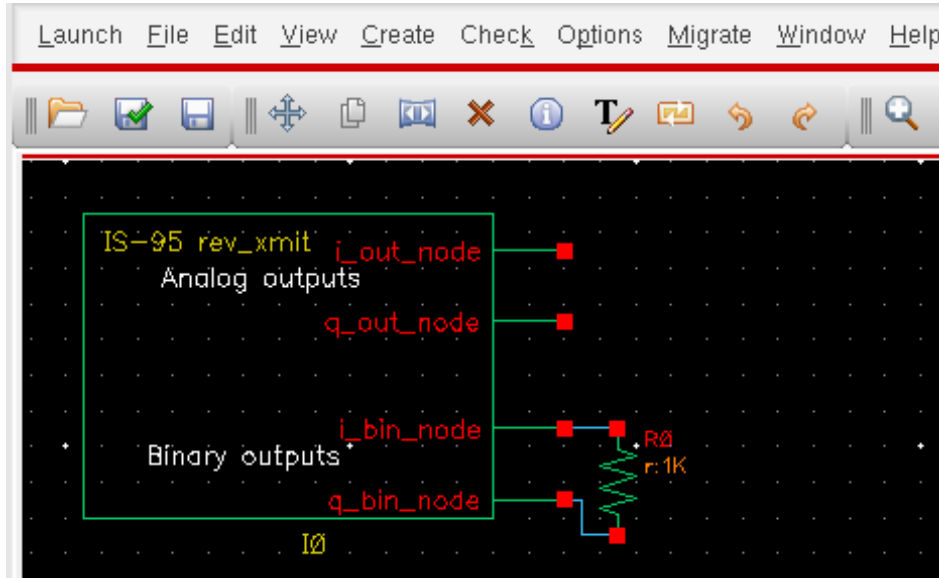 Launch File Edit View Create Check Options Migrate Window Help
T
IS-95 rev_xmit
i_out_node
Analog outputs
q_out_node
i_bin_node
R0
Binary outputs
r:1K
q_bin_node
I0